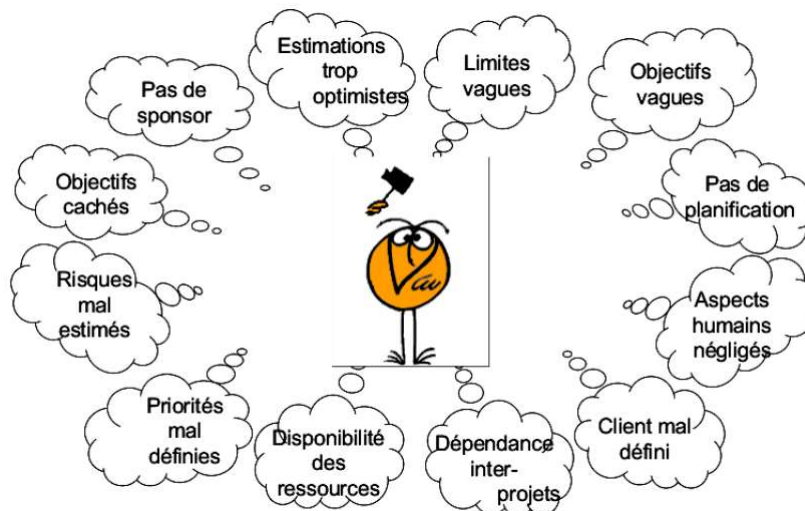 Estimations
trop
optimistes
Limites
vagues
Objectifs
vagues
Pas de
sponsor
Objectifs
cachés
Pas de
planification
Risques
mal
estimés
Aspects
humains
négligés
Priorités
mal
définies
Disponibilité
des
ressources
Dépendance
inter-
projets
Client mal
défini